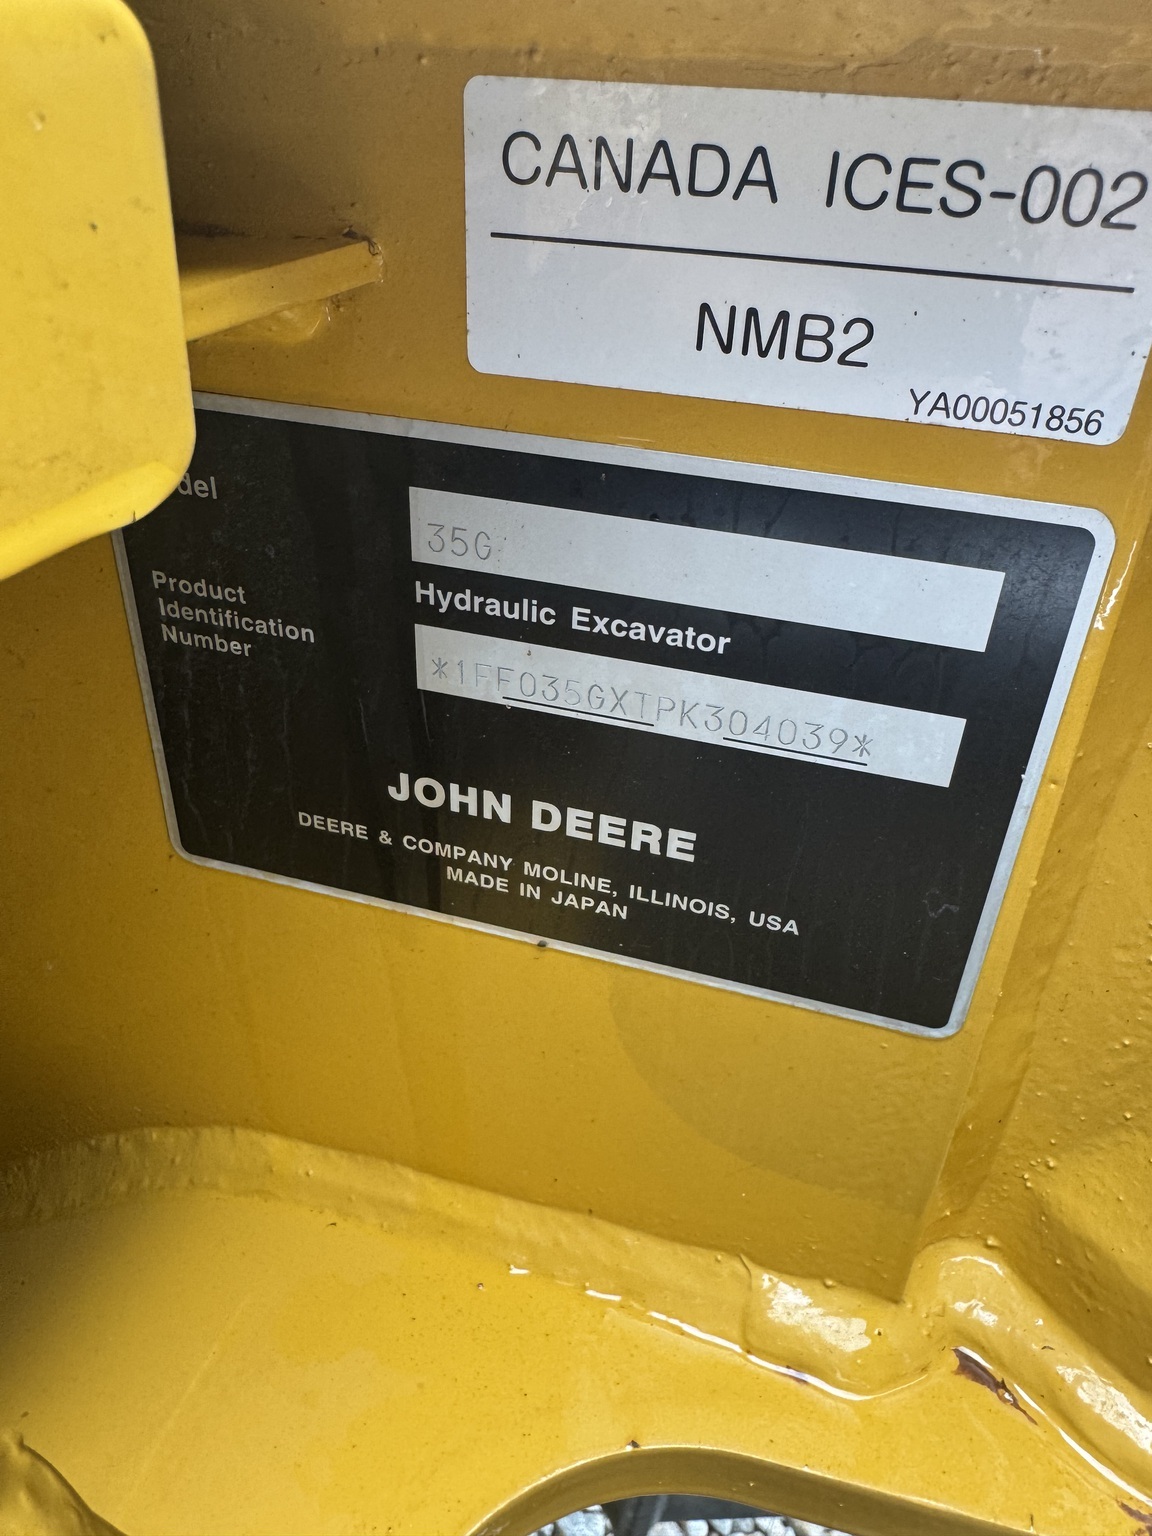 CANADA ICES-002
NMB2
YA00051856
del
35G
Hydraulic Excavator
Product
Identification
Number
*1FF035GXTPK304039*
JOHN DEERE
DEERE & COMPANY MOLINE, ILLINOIS, USA
MADE IN JAPAN